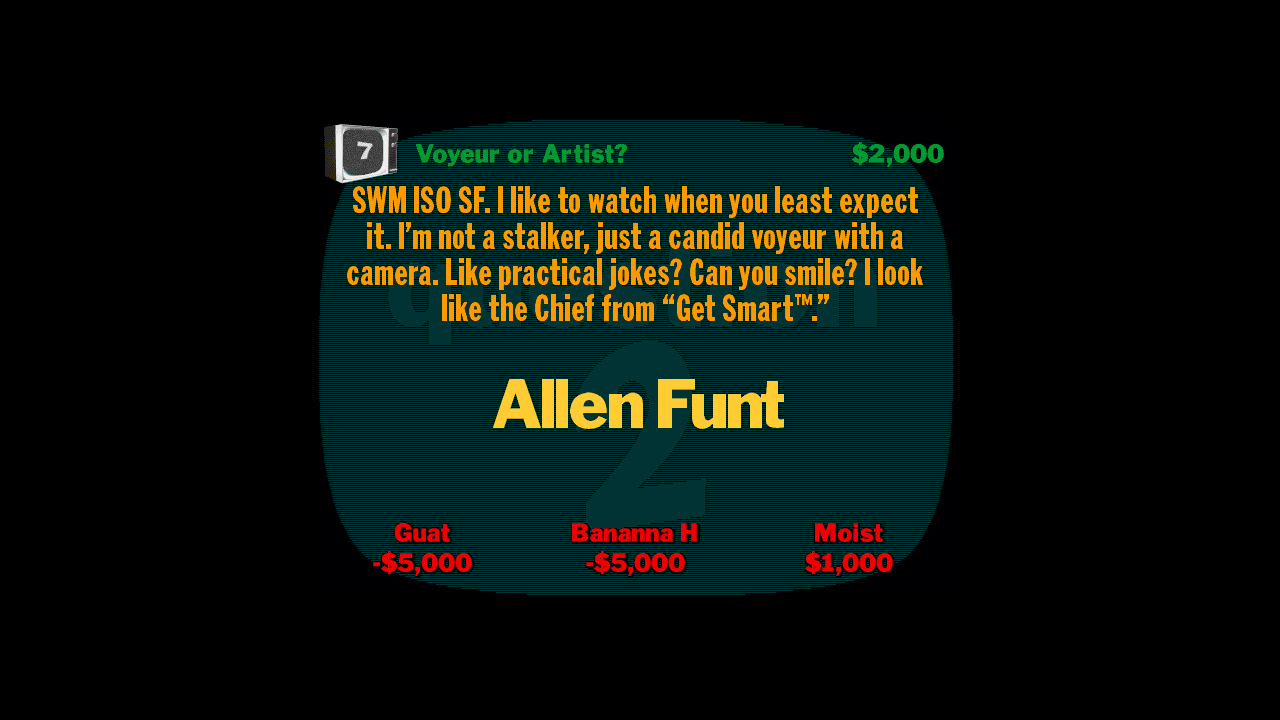 7
Voyeur or Artist?
$2,000
SWM ISO SF. I like to watch when you least expect
it. I'm not a stalker, just a candid voyeur with a
camera. Like practical jokes? Can you smile? I look
like the Chief from “Get Smart™.”
question
2
Allen Funt
Guat
Bananna H
Moist
-$5,000
-$5,000
$1,000